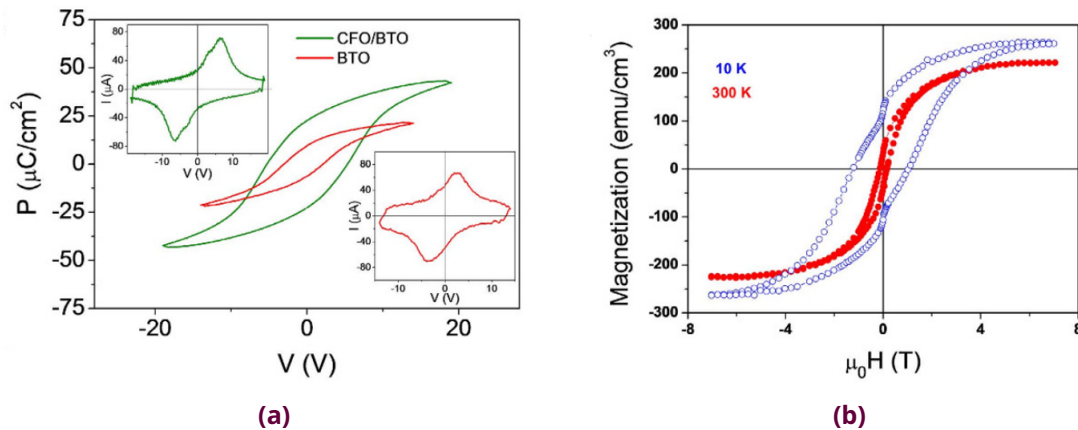 75
50
25
0
-25
-50
-75
P (μC/cm²)
-20
0
20
V (V)
CFO/BTO
BTO
80
40
0
-40
-80
I (μA)
-10
0
10
V (V)
80
40
0
-40
-80
I (μA)
-10
0
10
V (V)
(a)
300
200
100
0
-100
-200
-300
Magnetization (emu/cm³)
10 K
300 K
-8
-4
0
4
8
μ₀H (T)
(b)